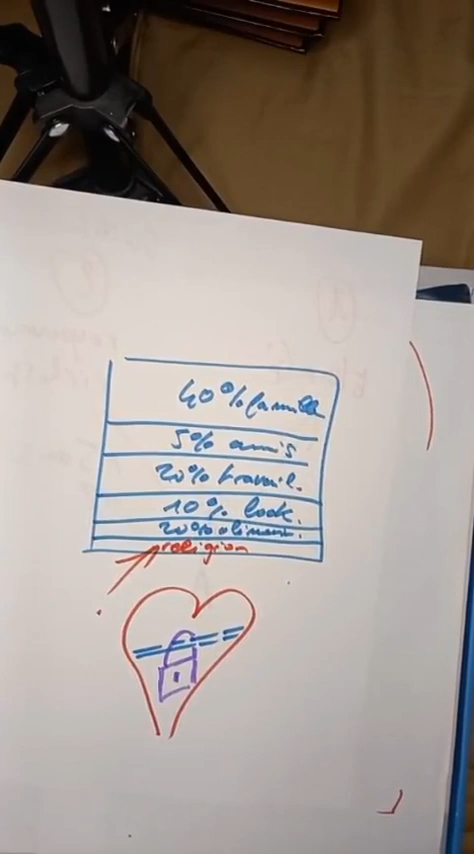 40% famille
5% amis
20% travail.
10% look.
20% aliment.
religion